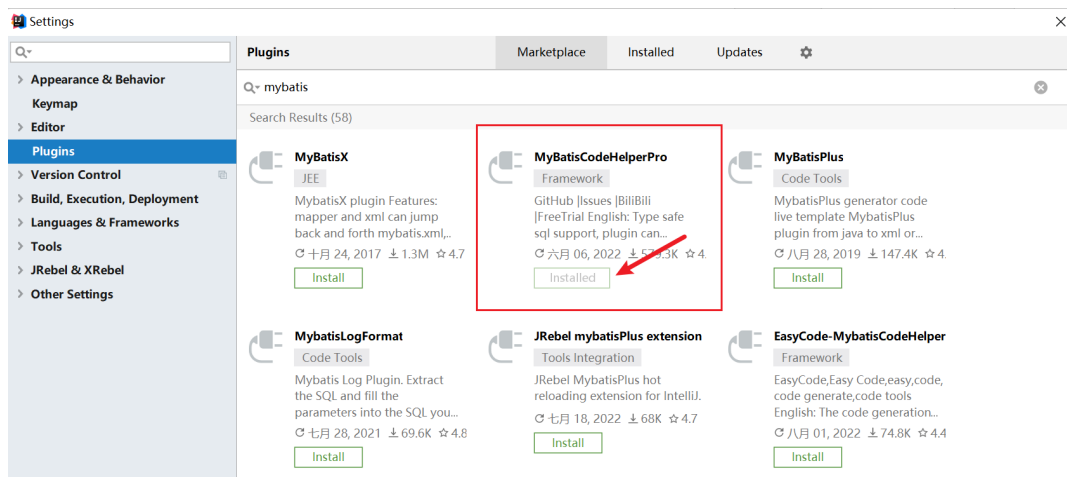 Settings
Plugins
Marketplace
Installed
Updates
Appearance & Behavior
Keymap
Editor
Plugins
Version Control
Build, Execution, Deployment
Languages & Frameworks
Tools
JRebel & XRebel
Other Settings
mybatis
Search Results (58)
MyBatisX
JEE
MybatisX plugin Features:
mapper and xml can jump
back and forth mybatis.xml,..
十月 24, 2017 1.3M 4.7
Install
MyBatisCodeHelperPro
Framework
GitHub |Issues |BiliBili
|FreeTrial English: Type safe
sql support, plugin can...
六月 06, 2022 579.3K 4.
Installed
MyBatisPlus
Code Tools
MybatisPlus generator code
live template MybatisPlus
plugin from java to xml or...
八月 28, 2019 147.4K 4.
Install
MybatisLogFormat
Code Tools
Mybatis Log Plugin. Extract
the SQL and fill the
parameters into the SQL you...
七月 28, 2021 69.6K 4.8
Install
JRebel mybatisPlus extension
Tools Integration
JRebel MybatisPlus hot
reloading extension for IntelliJ.
七月 18, 2022 68K 4.7
Install
EasyCode-MybatisCodeHelper
Framework
EasyCode,Easy Code,easy,code,
code generate,code tools
English: The code generation...
八月 01, 2022 74.8K 4.4
Install